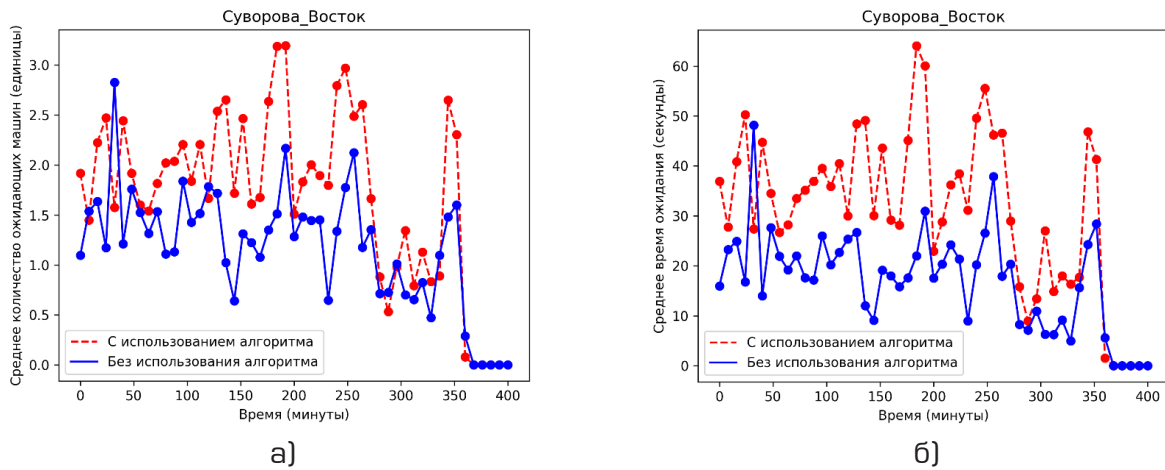 Суворова_Восток
Среднее количество ожидающих машин (единицы)
3.0
2.5
2.0
1.5
1.0
0.5
0.0
С использованием алгоритма
Без использования алгоритма
0 50 100 150 200 250 300 350 400
Время (минуты)
а)
Суворова_Восток
Среднее время ожидания (секунды)
60
50
40
30
20
10
0
С использованием алгоритма
Без использования алгоритма
0 50 100 150 200 250 300 350 400
Время (минуты)
б)